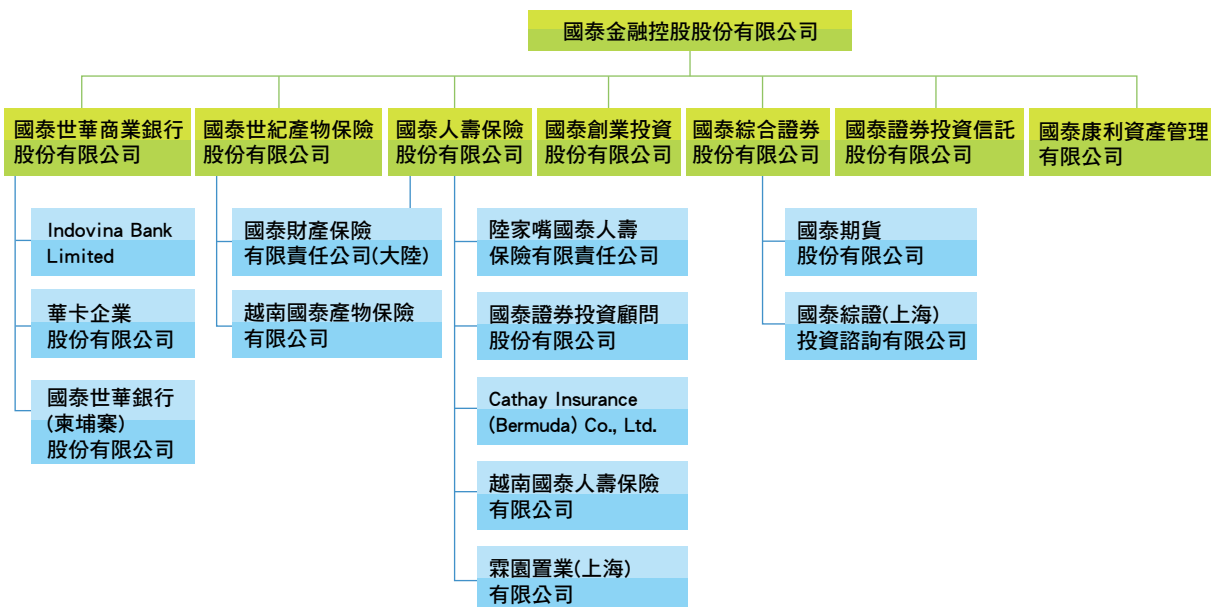 國泰金融控股股份有限公司
國泰世華商業銀行
股份有限公司
國泰世紀產物保險
股份有限公司
國泰人壽保險
股份有限公司
國泰創業投資
股份有限公司
國泰綜合證券
股份有限公司
國泰證券投資信託
股份有限公司
國泰康利資產管理
有限公司
Indovina Bank
Limited
華卡企業
股份有限公司
國泰世華銀行
(柬埔寨)
股份有限公司
國泰財產保險
有限責任公司(大陸)
越南國泰產物保險
有限公司
陸家嘴國泰人壽
保險有限責任公司
國泰證券投資顧問
股份有限公司
Cathay Insurance
(Bermuda) Co., Ltd.
越南國泰人壽保險
有限公司
霖園置業(上海)
有限公司
國泰期貨
股份有限公司
國泰綜證(上海)
投資諮詢有限公司